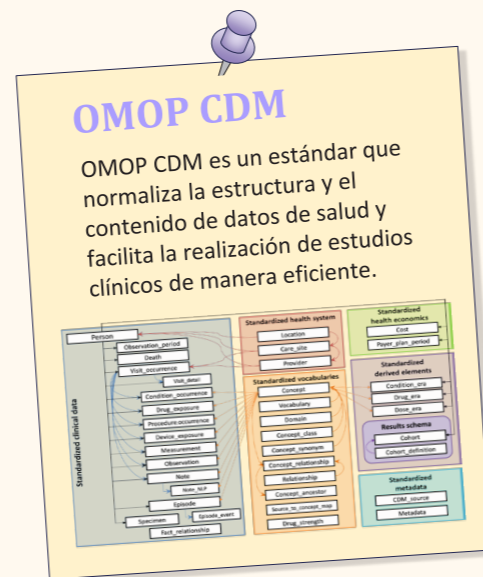 OMOP CDM
OMOP CDM es un estándar que
normaliza la estructura y el
contenido de datos de salud y
facilita la realización de estudios
clínicos de manera eficiente.
Standardized clinical data
Person
Observation_period
Death
Visit_occurrence
Visit_detail
Condition_occurrence
Drug_exposure
Procedure_occurrence
Device_exposure
Measurement
Observation
Note
Note_NLP
Episode
Specimen
Episode_event
Fact_relationship
Standardized health system
Location
Care_site
Provider
Standardized vocabularies
Concept
Vocabulary
Domain
Concept_class
Concept_synonym
Concept_relationship
Relationship
Concept_ancestor
Source_to_concept_map
Drug_strength
Standardized
health economics
Cost
Payer_plan_period
Standardized
derived elements
Condition_era
Drug_era
Dose_era
Results schema
Cohort
Cohort_definition
Standardized
metadata
CDM_source
Metadata